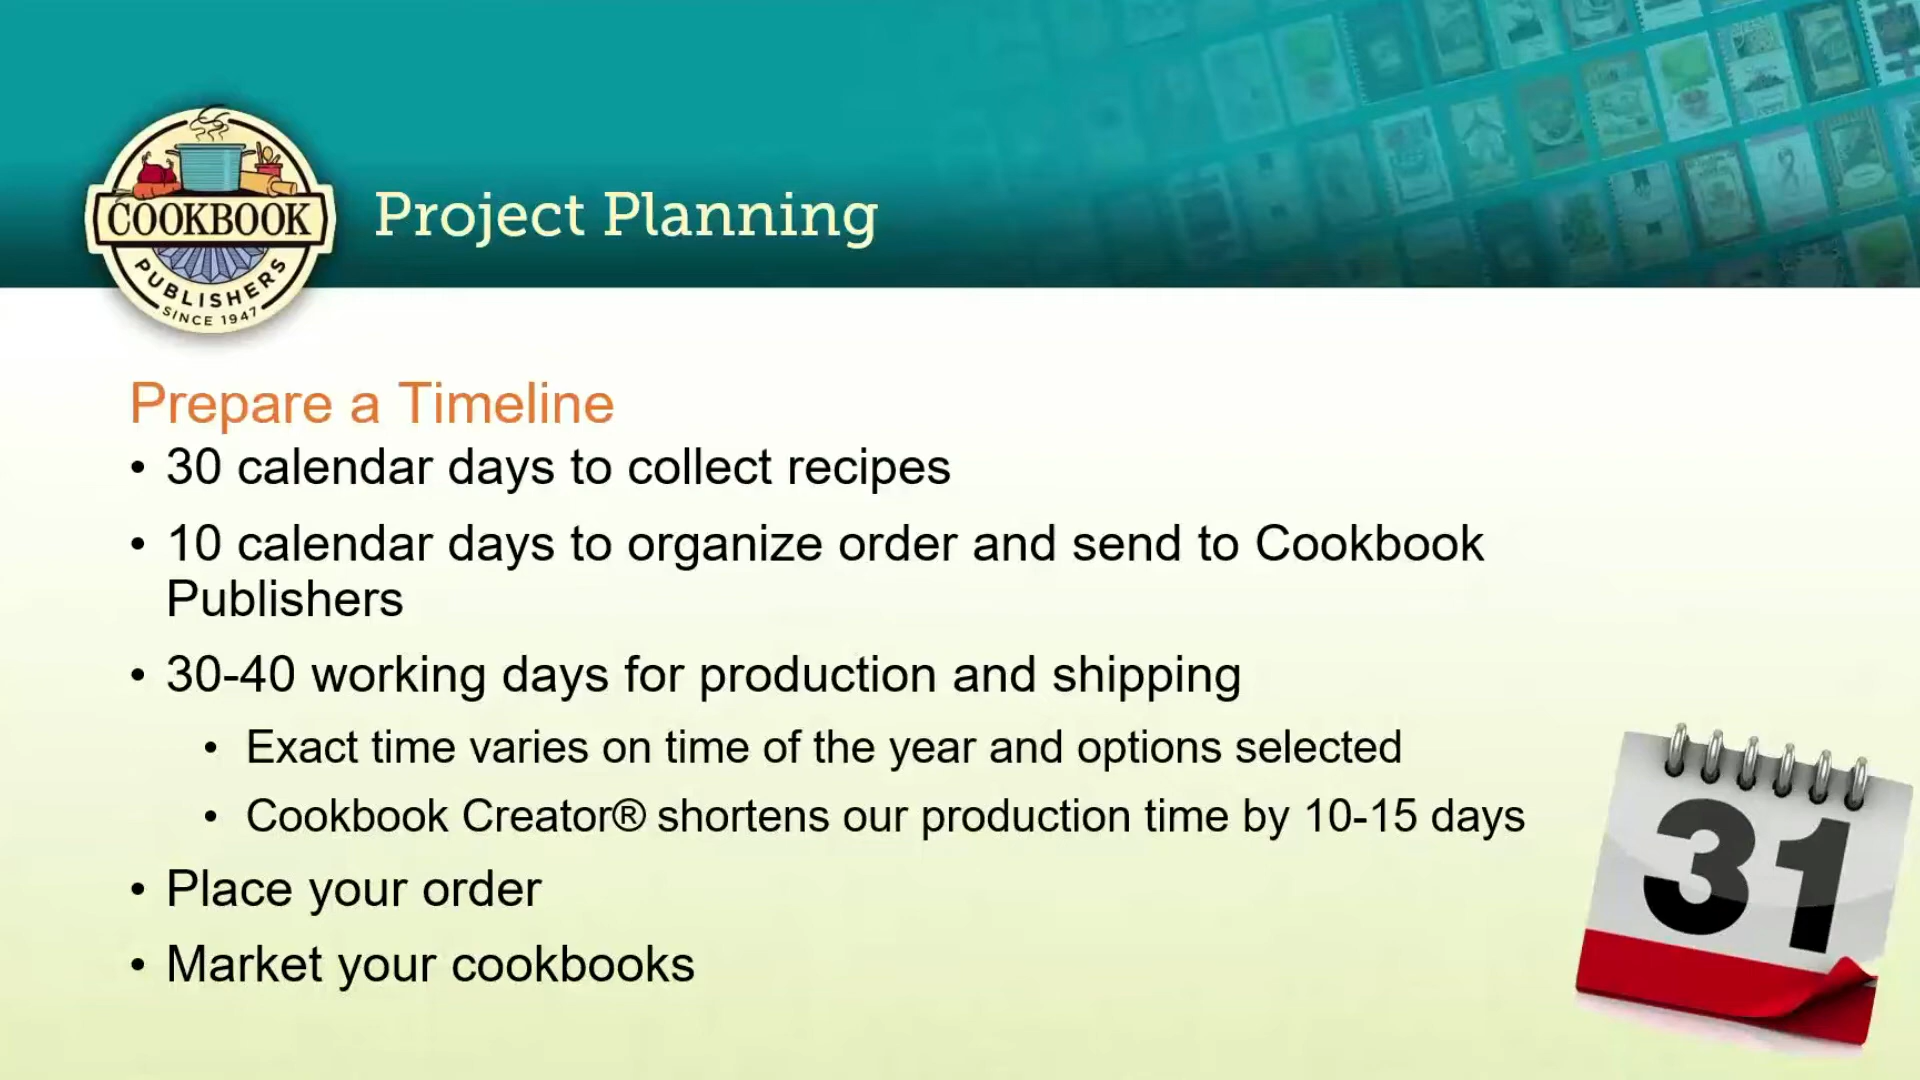 COOKBOOK
PUBLISHERS
SINCE 1947
Project Planning
Prepare a Timeline
• 30 calendar days to collect recipes
• 10 calendar days to organize order and send to Cookbook
Publishers
• 30-40 working days for production and shipping
• Exact time varies on time of the year and options selected
• Cookbook Creator® shortens our production time by 10-15 days
• Place your order
• Market your cookbooks
31